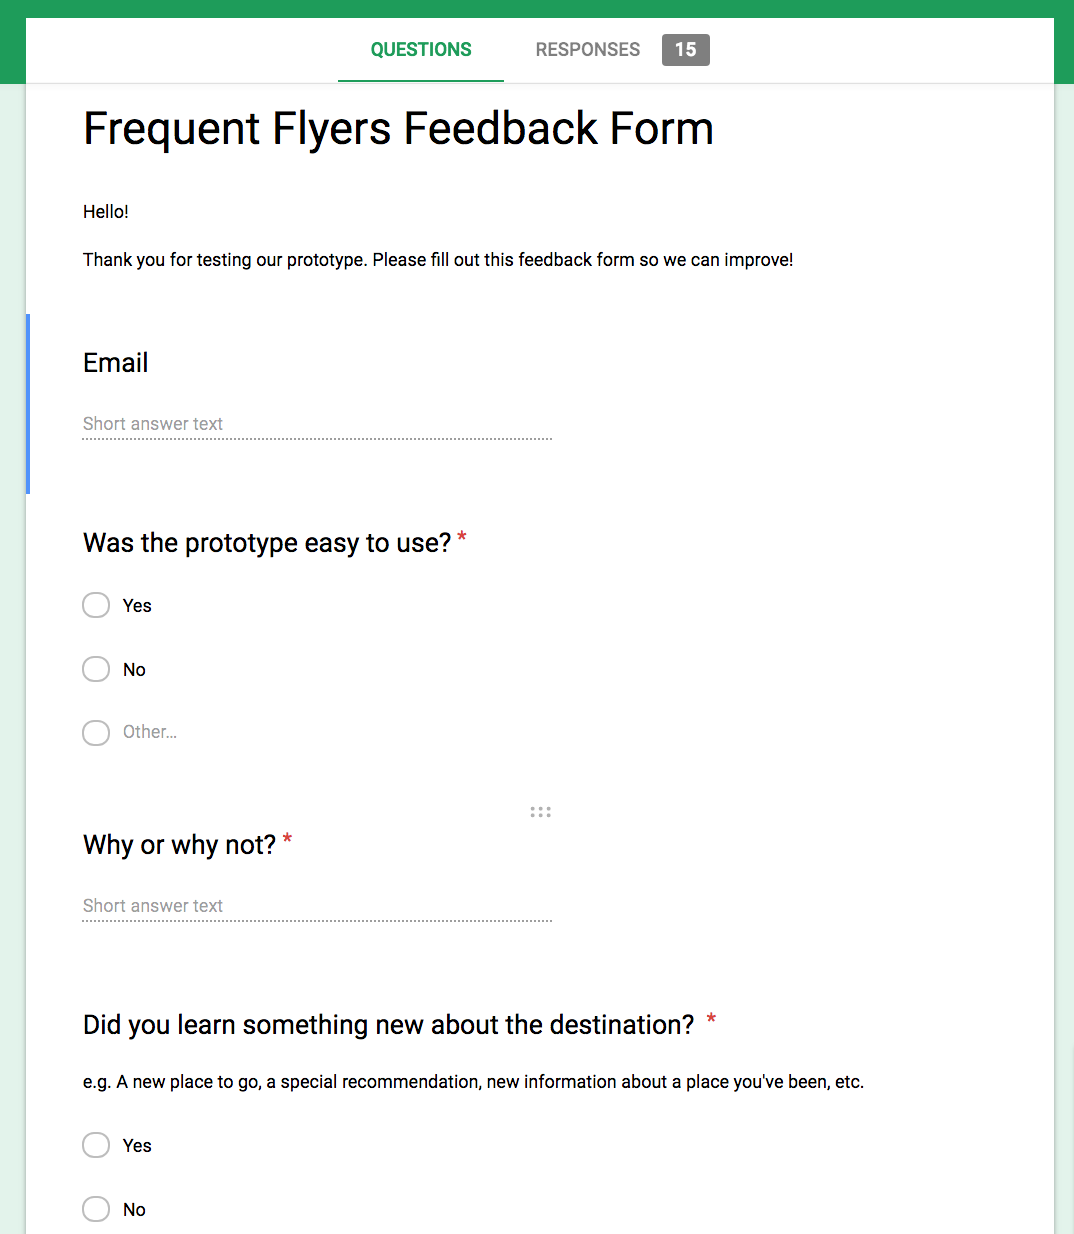 QUESTIONS RESPONSES 15
Frequent Flyers Feedback Form
Hello!
Thank you for testing our prototype. Please fill out this feedback form so we can improve!
Email
Short answer text
Was the prototype easy to use? *
Yes
No
Other...
Why or why not? *
Short answer text
Did you learn something new about the destination? *
e.g. A new place to go, a special recommendation, new information about a place you've been, etc.
Yes
No